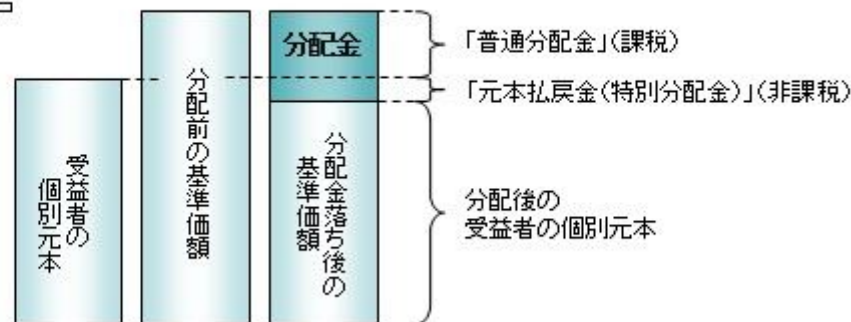 分配金
「普通分配金」(課税)
「元本払戻金(特別分配金)」(非課税)
受益者の
個別元本
分配前の基準価額
分配金落ち後の
基準価額
分配後の
受益者の個別元本